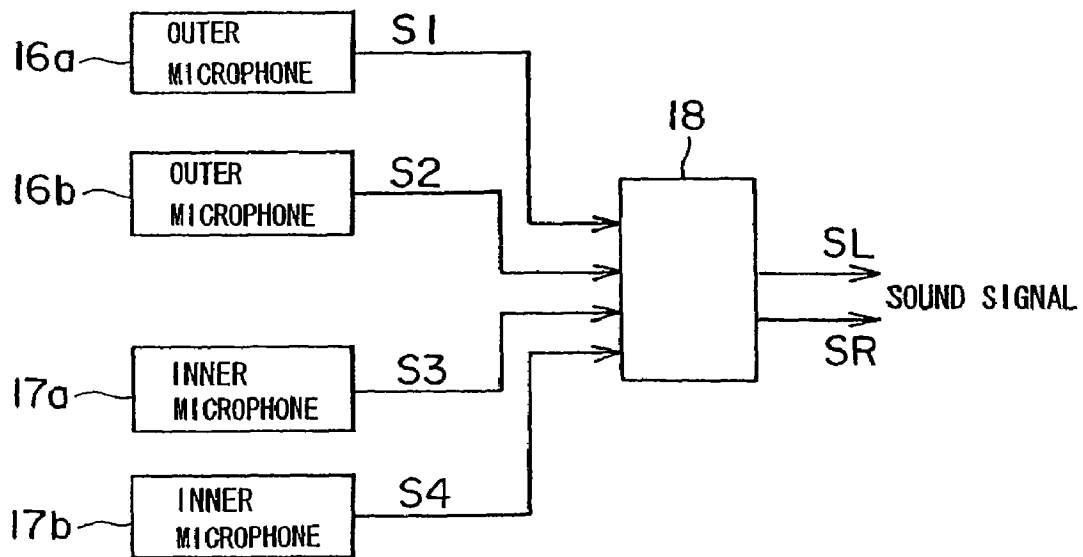 16a
OUTER
MICROPHONE
S1
16b
OUTER
MICROPHONE
S2
17a
INNER
MICROPHONE
S3
17b
INNER
MICROPHONE
S4
18
SL
SOUND SIGNAL
SR